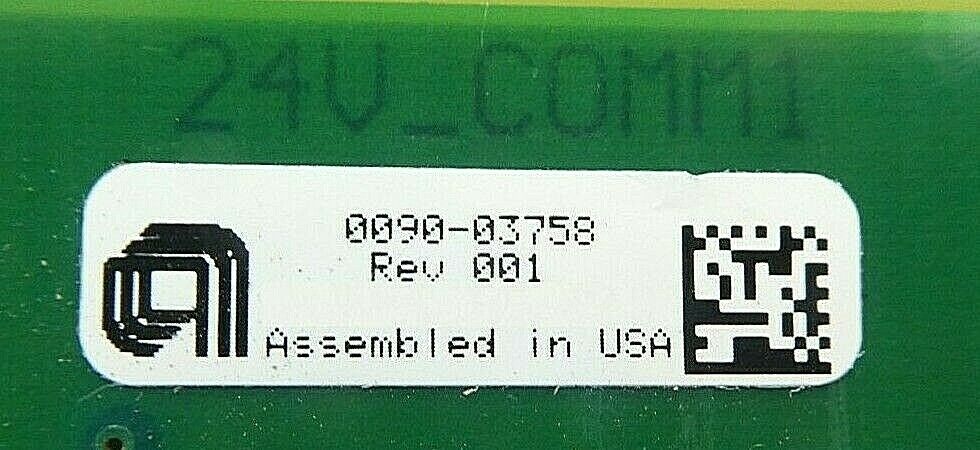 24V_COMM1
0090-03758
Rev 001
Assembled in USA